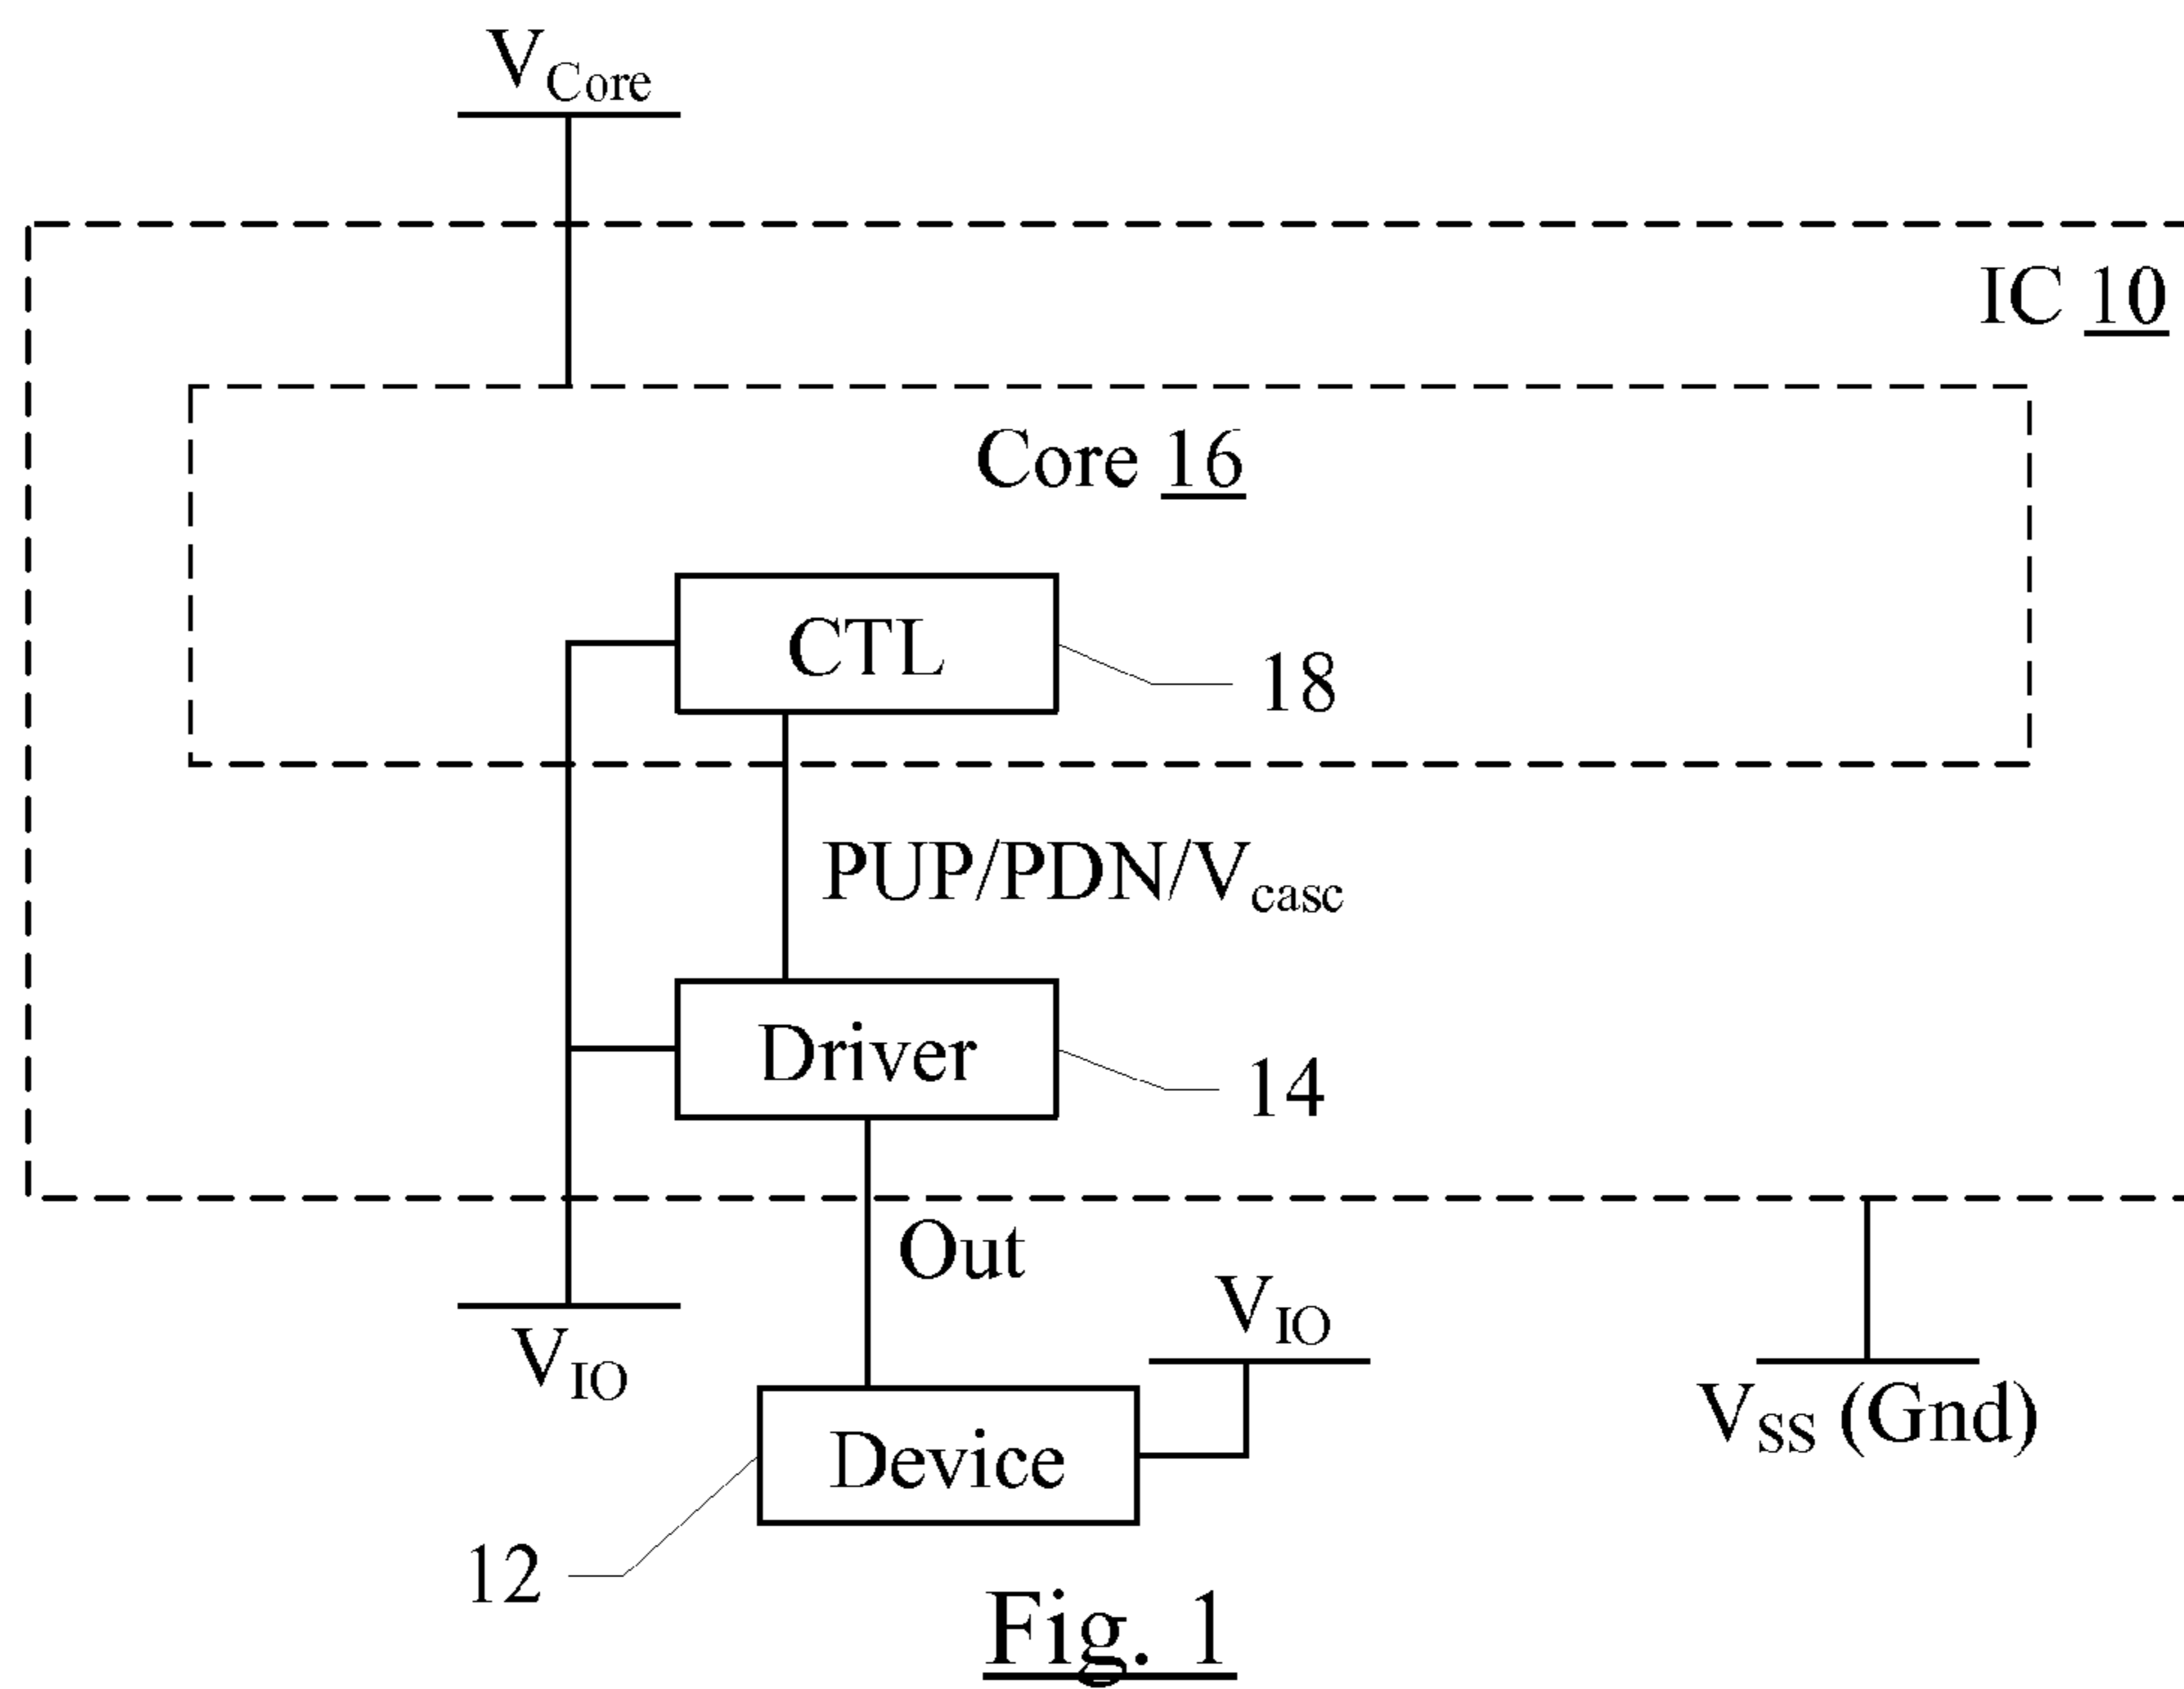 VCore
IC 10
Core 16
CTL
18
PUP/PDN/Vcasc
Driver
14
Out
VIO
VIO
VSS (Gnd)
Device
12
Fig. 1